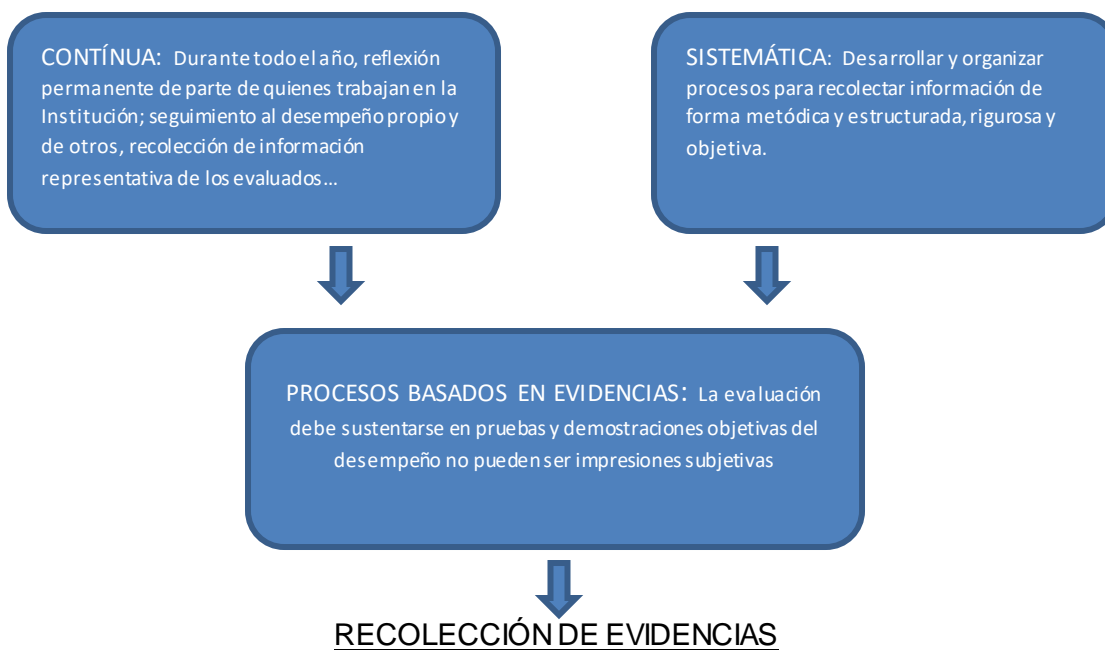 CONTÍNUA: Durante todo el año, reflexión
permanente de parte de quienes trabajan en la
Institución; seguimiento al desempeño propio y
de otros, recolección de información
representativa de los evaluados…
SISTEMÁTICA: Desarrollar y organizar
procesos para recolectar información de
forma metódica y estructurada, rigurosa y
objetiva.
PROCESOS BASADOS EN EVIDENCIAS: La evaluación
debe sustentarse en pruebas y demostraciones objetivas del
desempeño no pueden ser impresiones subjetivas
RECOLECCIÓN DE EVIDENCIAS